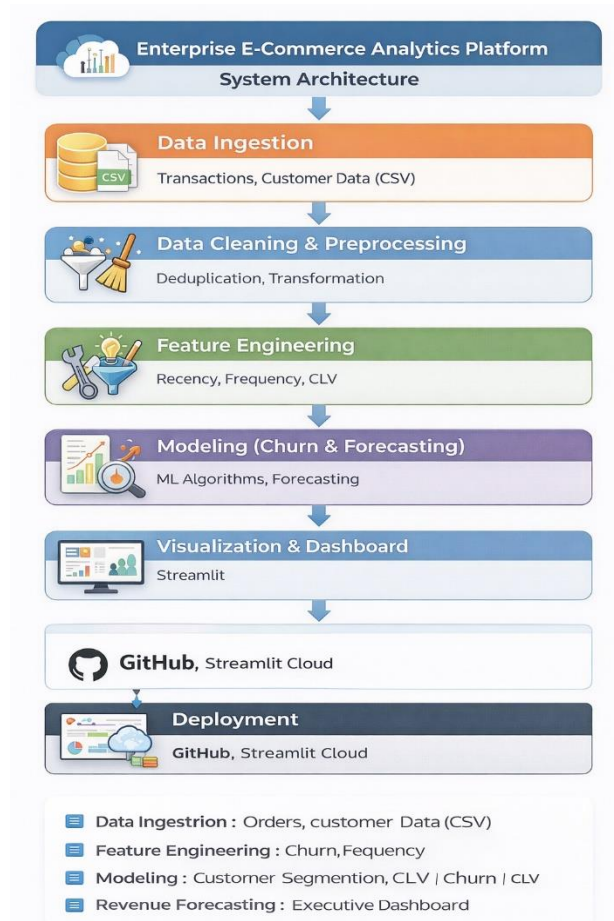 Enterprise E-Commerce Analytics Platform
System Architecture
Data Ingestion
CSV
Transactions, Customer Data (CSV)
Data Cleaning & Preprocessing
Deduplication, Transformation
Feature Engineering
Recency, Frequency, CLV
Modeling (Churn & Forecasting)
ML Algorithms, Forecasting
Visualization & Dashboard
Streamlit
GitHub, Streamlit Cloud
Deployment
GitHub, Streamlit Cloud
Data Ingestrion : Orders, customer Data (CSV)
Feature Engineering : Churn, Fequency
Modeling : Customer Segmention, CLV | Churn | CLV
Revenue Forecasting : Executive Dashboard